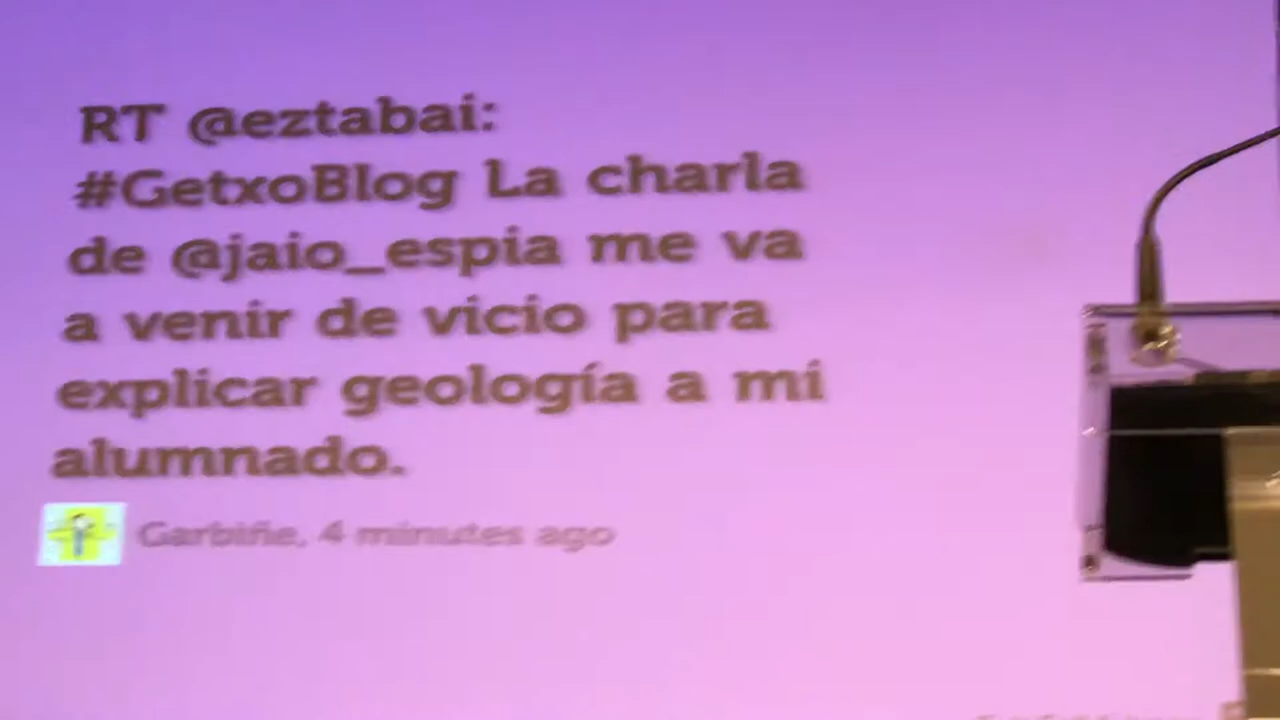 RT @eztabai:
#GetxoBlog La charla
de @jaio_espia me va
a venir de vicio para
explicar geología a mi
alumnado.
Garbiñe, 4 minutes ago